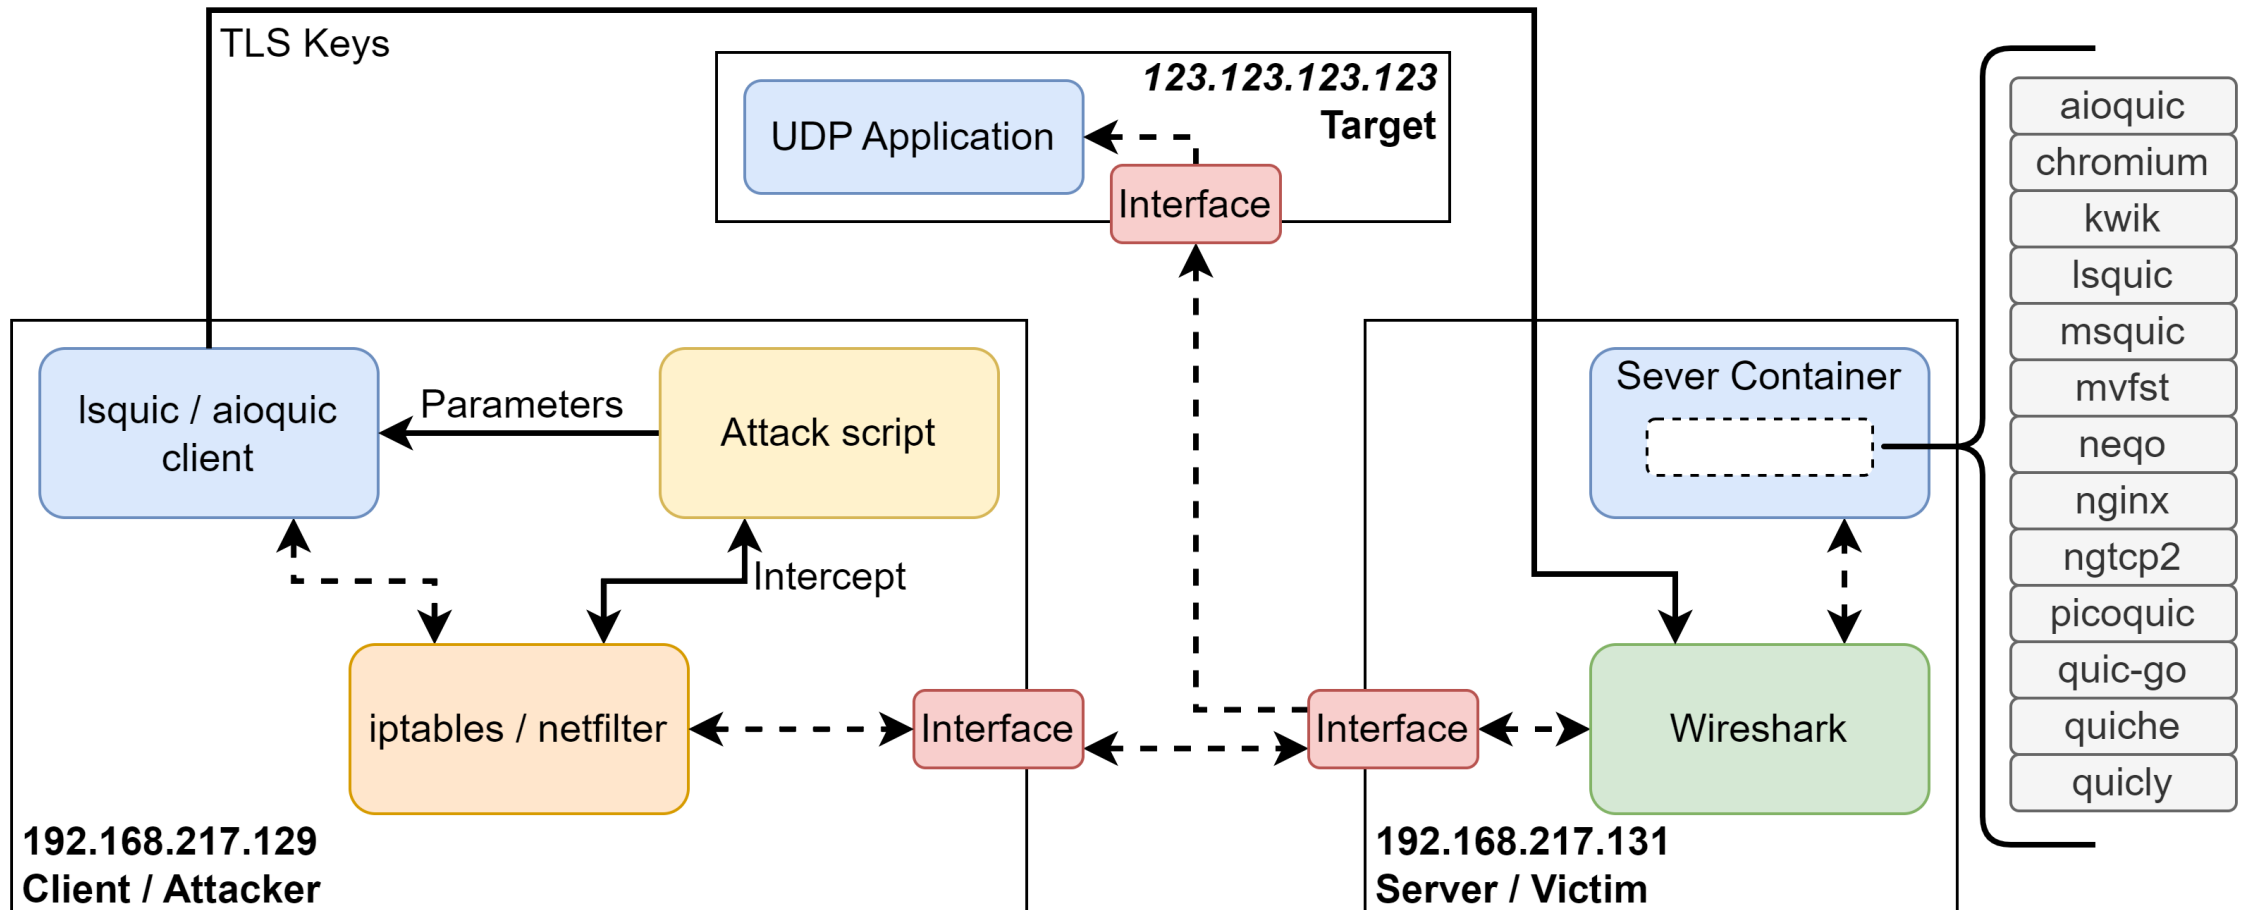 TLS Keys
123.123.123.123
Target
UDP Application
Interface
lsquic / aioquic
client
Parameters
Attack script
Intercept
iptables / netfilter
Interface
192.168.217.129
Client / Attacker
Sever Container
Interface
Wireshark
192.168.217.131
Server / Victim
aioquic
chromium
kwik
lsquic
msquic
mvfst
neqo
nginx
ngtcp2
picoquic
quic-go
quiche
quicly